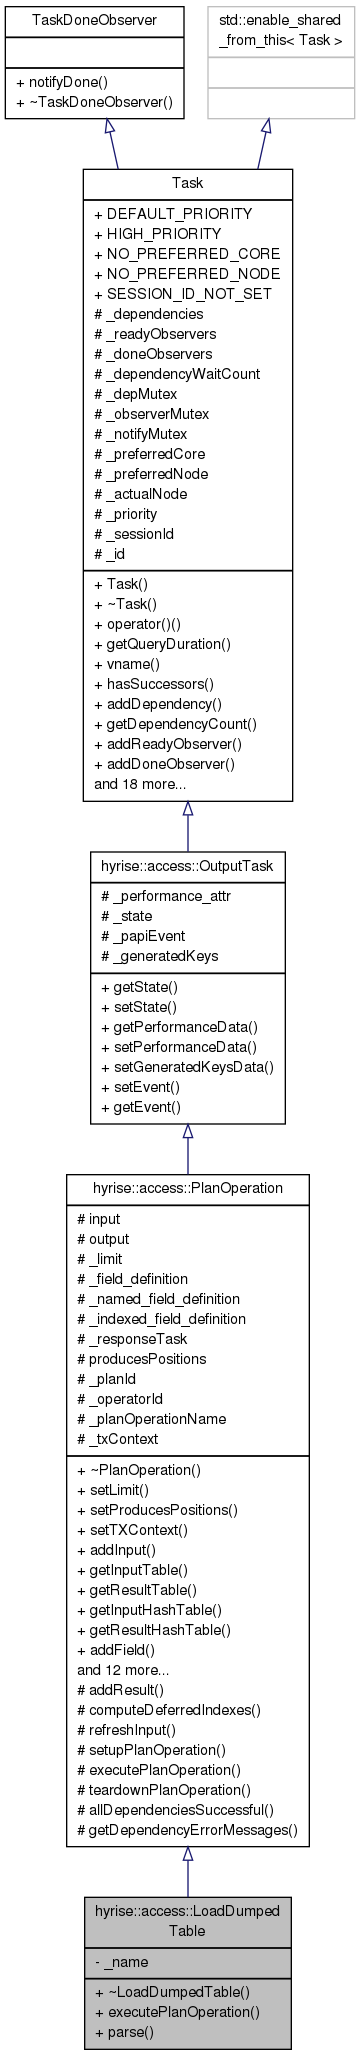 TaskDoneObserver
+ notifyDone()
+ ~TaskDoneObserver()
std::enable_shared
_from_this< Task >
Task
+ DEFAULT_PRIORITY
+ HIGH_PRIORITY
+ NO_PREFERRED_CORE
+ NO_PREFERRED_NODE
+ SESSION_ID_NOT_SET
# _dependencies
# _readyObservers
# _doneObservers
# _dependencyWaitCount
# _depMutex
# _observerMutex
# _notifyMutex
# _preferredCore
# _preferredNode
# _actualNode
# _priority
# _sessionId
# _id
+ Task()
+ ~Task()
+ operator()()
+ getQueryDuration()
+ vname()
+ hasSuccessors()
+ addDependency()
+ getDependencyCount()
+ addReadyObserver()
+ addDoneObserver()
and 18 more...
hyrise::access::OutputTask
# _performance_attr
# _state
# _papiEvent
# _generatedKeys
+ getState()
+ setState()
+ getPerformanceData()
+ setPerformanceData()
+ setGeneratedKeysData()
+ setEvent()
+ getEvent()
hyrise::access::PlanOperation
# input
# output
# _limit
# _field_definition
# _named_field_definition
# _indexed_field_definition
# _responseTask
# producesPositions
# _planId
# _operatorId
# _planOperationName
# _txContext
+ ~PlanOperation()
+ setLimit()
+ setProducesPositions()
+ setTXContext()
+ addInput()
+ getInputTable()
+ getResultTable()
+ getInputHashTable()
+ getResultHashTable()
+ addField()
and 12 more...
# addResult()
# computeDeferredIndexes()
# refreshInput()
# setupPlanOperation()
# executePlanOperation()
# teardownPlanOperation()
# allDependenciesSuccessful()
# getDependencyErrorMessages()
hyrise::access::LoadDumped
Table
- _name
+ ~LoadDumpedTable()
+ executePlanOperation()
+ parse()